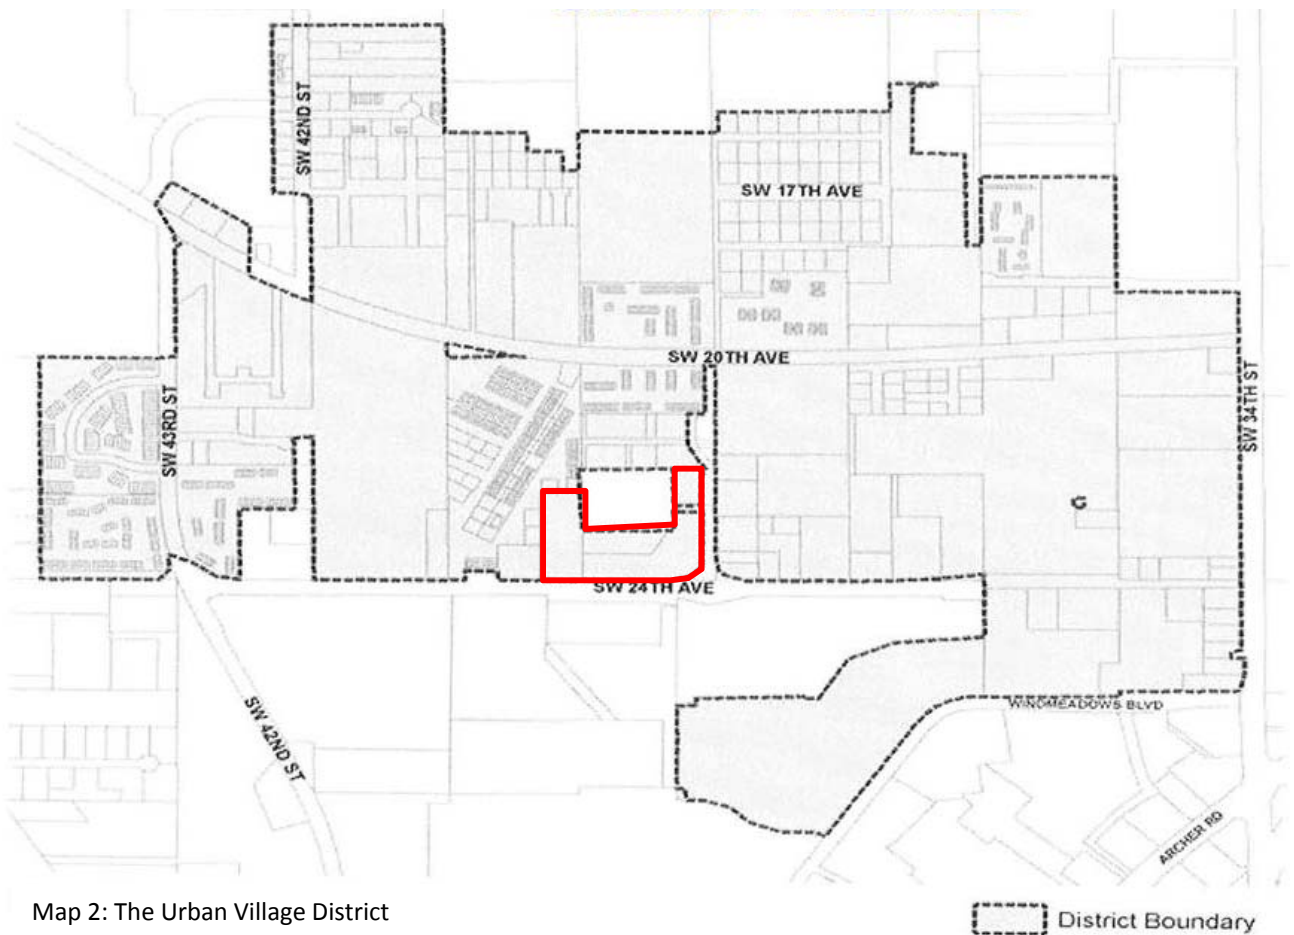 SW 42ND ST
SW 17TH AVE
SW 20TH AVE
SW 34TH ST
SW 43RD ST
SW 24TH AVE
SW 42ND ST
WINDMEADOWS BLVD
ARCHER RD
Map 2: The Urban Village District
District Boundary